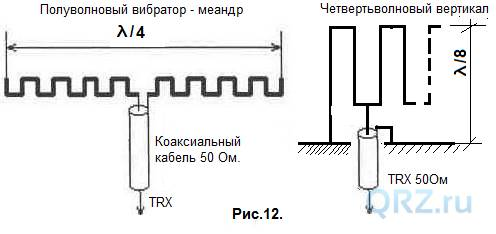 Полуволновый вибратор - меандр
λ/4
Коаксиальный
кабель 50 Ом.
TRX
Четвертьволновый вертикал
λ/8
TRX 50Ом
Рис.12.
QRZ.ru